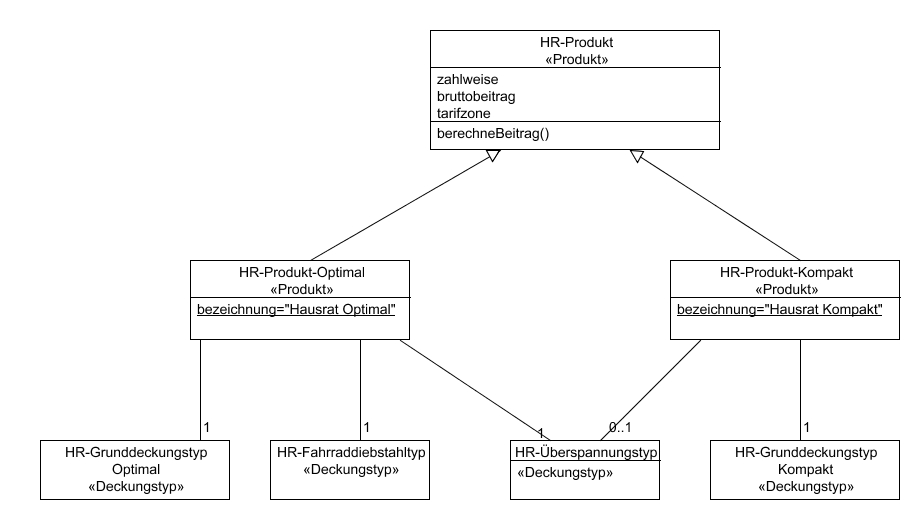 HR-Produkt
«Produkt»
zahlweise
bruttobeitrag
tarifzone
berechneBeitrag()
HR-Produkt-Optimal
«Produkt»
bezeichnung="Hausrat Optimal"
HR-Produkt-Kompakt
«Produkt»
bezeichnung="Hausrat Kompakt"
1
1
1
0..1
1
HR-Grunddeckungstyp
Optimal
«Deckungstyp»
HR-Fahrraddiebstahltyp
«Deckungstyp»
HR-Überspannungstyp
«Deckungstyp»
HR-Grunddeckungstyp
Kompakt
«Deckungstyp»